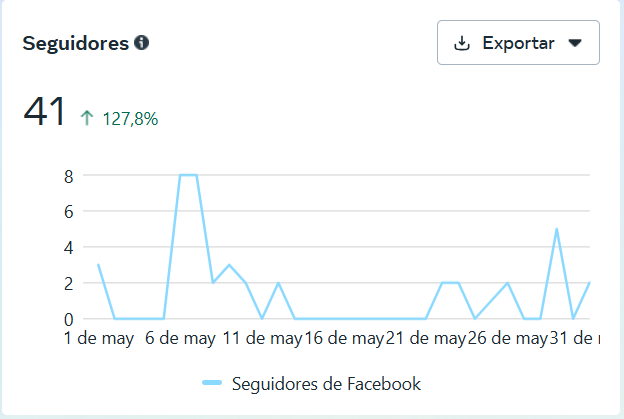 Seguidores
Exportar
41 127,8%
8
6
4
2
0
1 de may 6 de may 11 de may 16 de may 21 de may 26 de may 31 de
Seguidores de Facebook